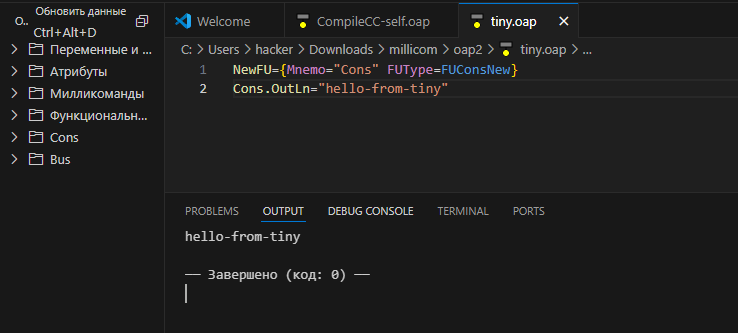 Обновить данные
O..
Ctrl+Alt+D
Переменные и ...
Атрибуты
Милликоманды
Функциональн...
Cons
Bus
Welcome
CompileCC-self.oap
tiny.oap
C: > Users > hacker > Downloads > millicom > oap2 > tiny.oap > ...
1 NewFU={Mnemo="Cons" FUType=FUConsNew}
2 Cons.OutLn="hello-from-tiny"
PROBLEMS OUTPUT DEBUG CONSOLE TERMINAL PORTS
hello-from-tiny
—— Завершено (код: 0) ——